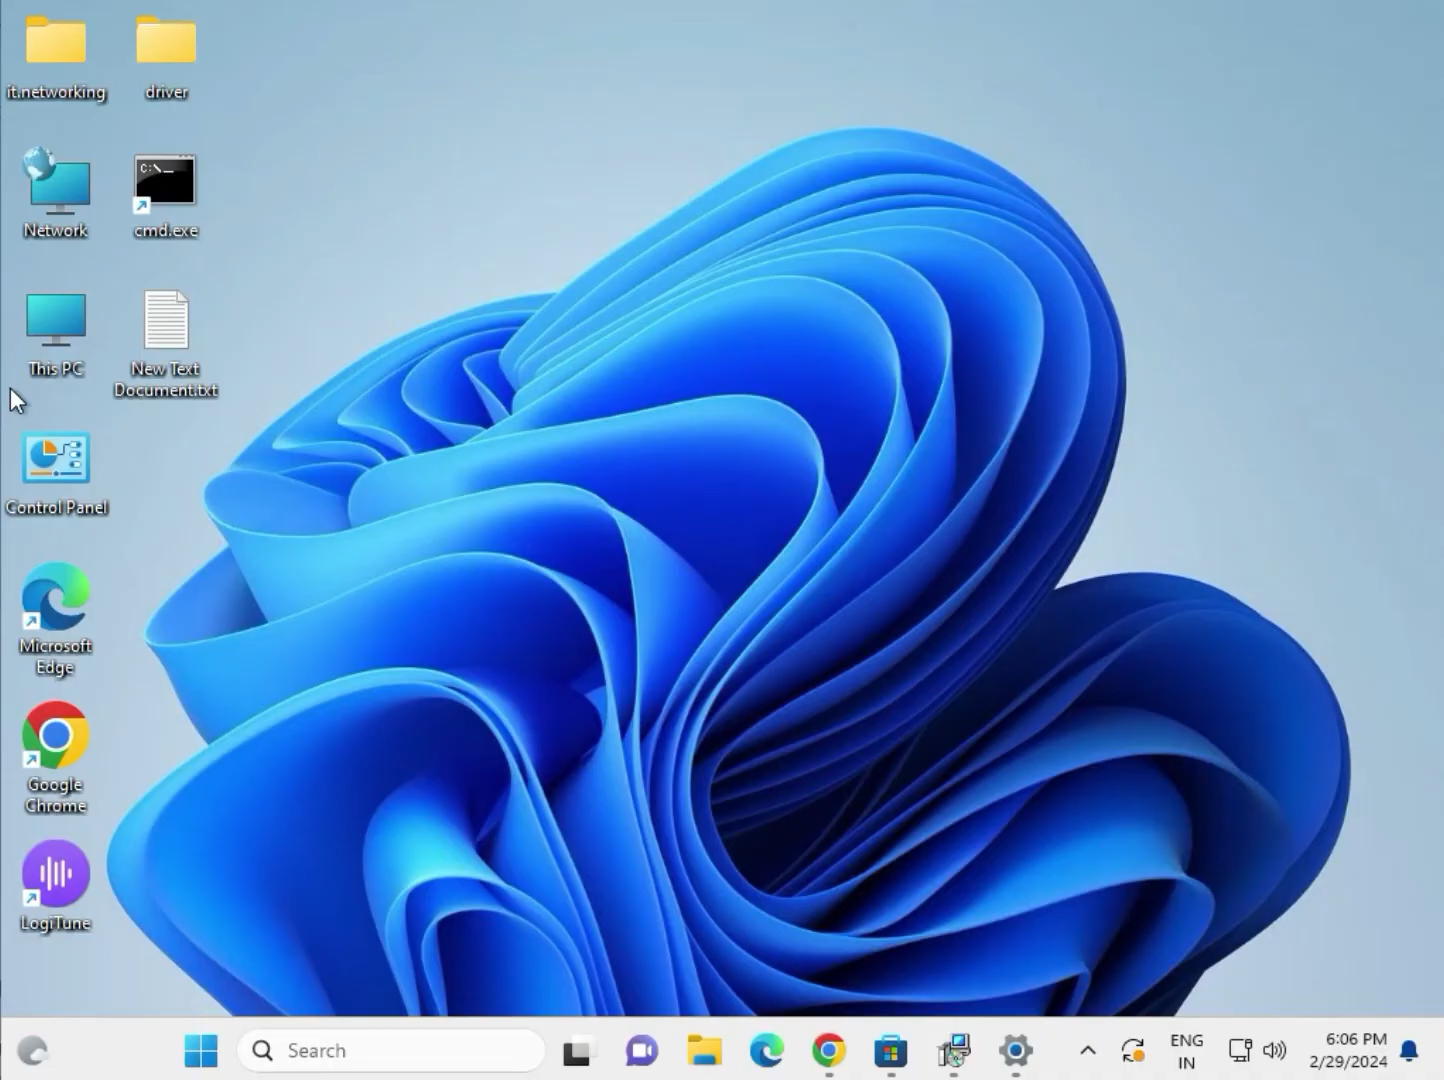 it.networking
driver
Network
C:\_
cmd.exe
This PC
New Text
Document.txt
Control Panel
Microsoft
Edge
Google
Chrome
LogiTune
Search
ENG
IN
6:06 PM
2/29/2024